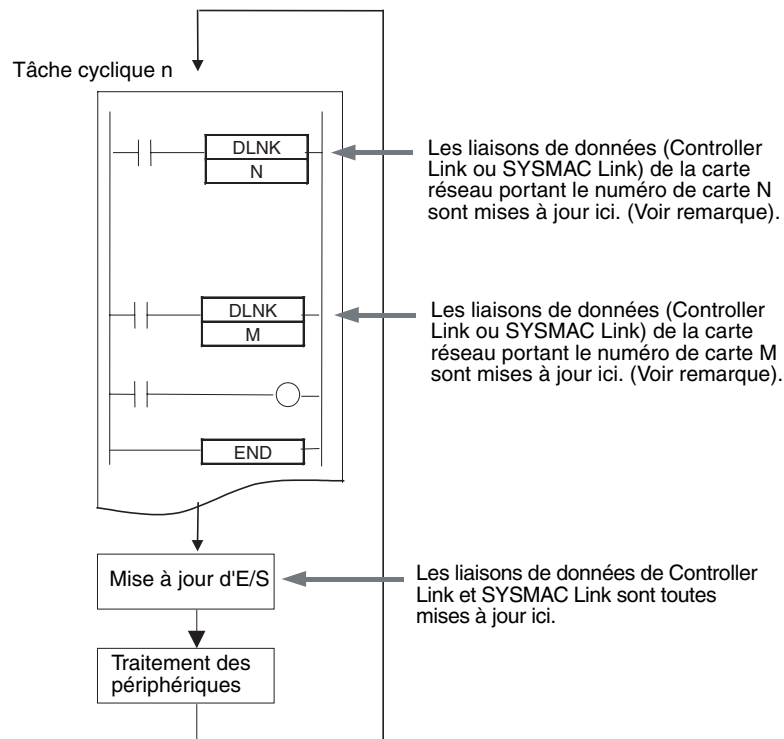 Tâche cyclique n
DLNK
N
Les liaisons de données (Controller
Link ou SYSMAC Link) de la carte
réseau portant le numéro de carte N
sont mises à jour ici. (Voir remarque).
DLNK
M
Les liaisons de données (Controller
Link ou SYSMAC Link) de la carte
réseau portant le numéro de carte M
sont mises à jour ici. (Voir remarque).
END
Mise à jour d'E/S
Les liaisons de données de Controller
Link et SYSMAC Link sont toutes
mises à jour ici.
Traitement des
périphériques